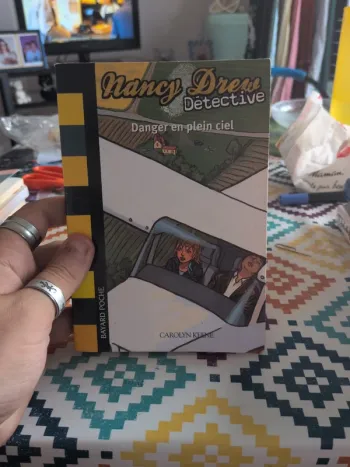 Nancy Drew
Détective
Danger en plein ciel
CAROLYN KEENE
BAYARD POCHE